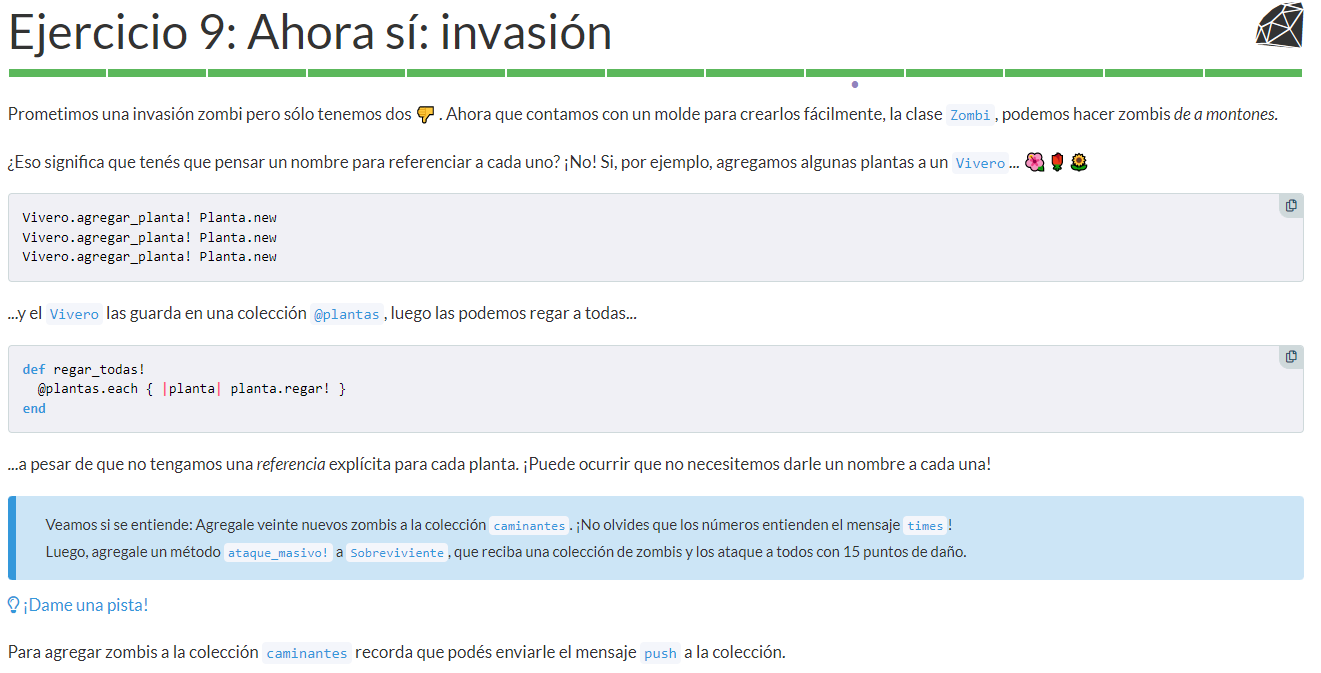 Ejercicio 9: Ahora sí: invasión
Prometimos una invasión zombi pero sólo tenemos dos 👎 . Ahora que contamos con un molde para crearlos fácilmente, la clase Zombi , podemos hacer zombis de a montones.
¿Eso significa que tenés que pensar un nombre para referenciar a cada uno? ¡No! Si, por ejemplo, agregamos algunas plantas a un Vivero ... 🌺 🌷 🌻
Vivero.agregar_planta! Planta.new
Vivero.agregar_planta! Planta.new
Vivero.agregar_planta! Planta.new
...y el Vivero las guarda en una colección @plantas , luego las podemos regar a todas...
def regar_todas!
  @plantas.each { |planta| planta.regar! }
end
...a pesar de que no tengamos una referencia explícita para cada planta. ¡Puede ocurrir que no necesitemos darle un nombre a cada una!
Veamos si se entiende: Agregale veinte nuevos zombis a la colección caminantes . ¡No olvides que los números entienden el mensaje times !
Luego, agregale un método ataque_masivo! a Sobreviviente , que reciba una colección de zombis y los ataque a todos con 15 puntos de daño.
¡Dame una pista!
Para agregar zombis a la colección caminantes recorda que podés enviarle el mensaje push a la colección.